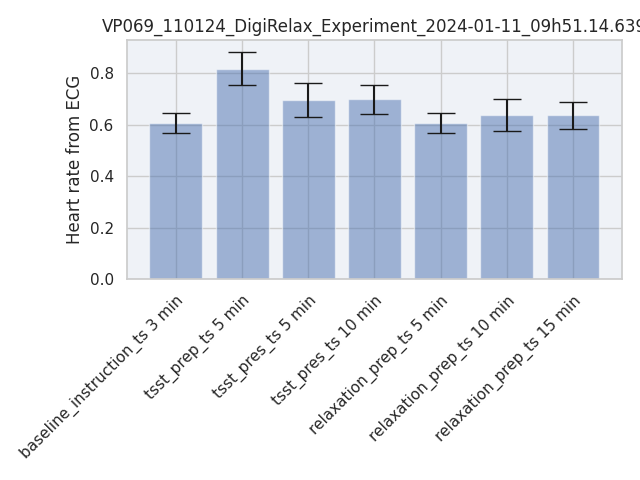 VP069_110124_DigiRelax_Experiment_2024-01-11_09h51.14.639
Heart rate from ECG
0.8
0.6
0.4
0.2
0.0
baseline_instruction_ts 3 min
tsst_prep_ts 5 min
tsst_pres_ts 5 min
tsst_pres_ts 10 min
relaxation_prep_ts 5 min
relaxation_prep_ts 10 min
relaxation_prep_ts 15 min